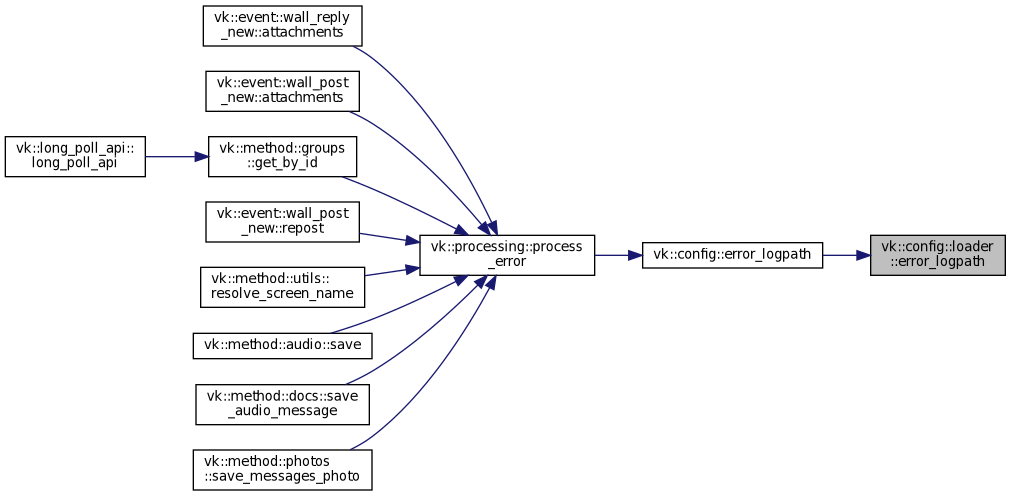 vk::event::wall_reply
_new::attachments
vk::event::wall_post
_new::attachments
vk::long_poll_api::
long_poll_api
vk::method::groups
::get_by_id
vk::event::wall_post
_new::repost
vk::processing::process
_error
vk::config::error_logpath
vk::config::loader
::error_logpath
vk::method::utils::
resolve_screen_name
vk::method::audio::save
vk::method::docs::save
_audio_message
vk::method::photos
::save_messages_photo